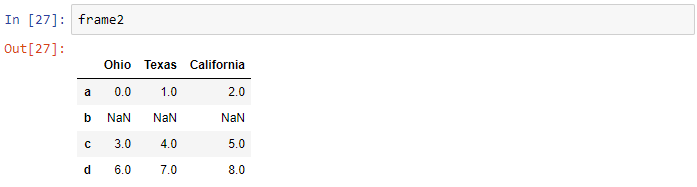 In [27]: frame2
Out[27]:
Ohio Texas California
a 0.0 1.0 2.0
b NaN NaN NaN
c 3.0 4.0 5.0
d 6.0 7.0 8.0